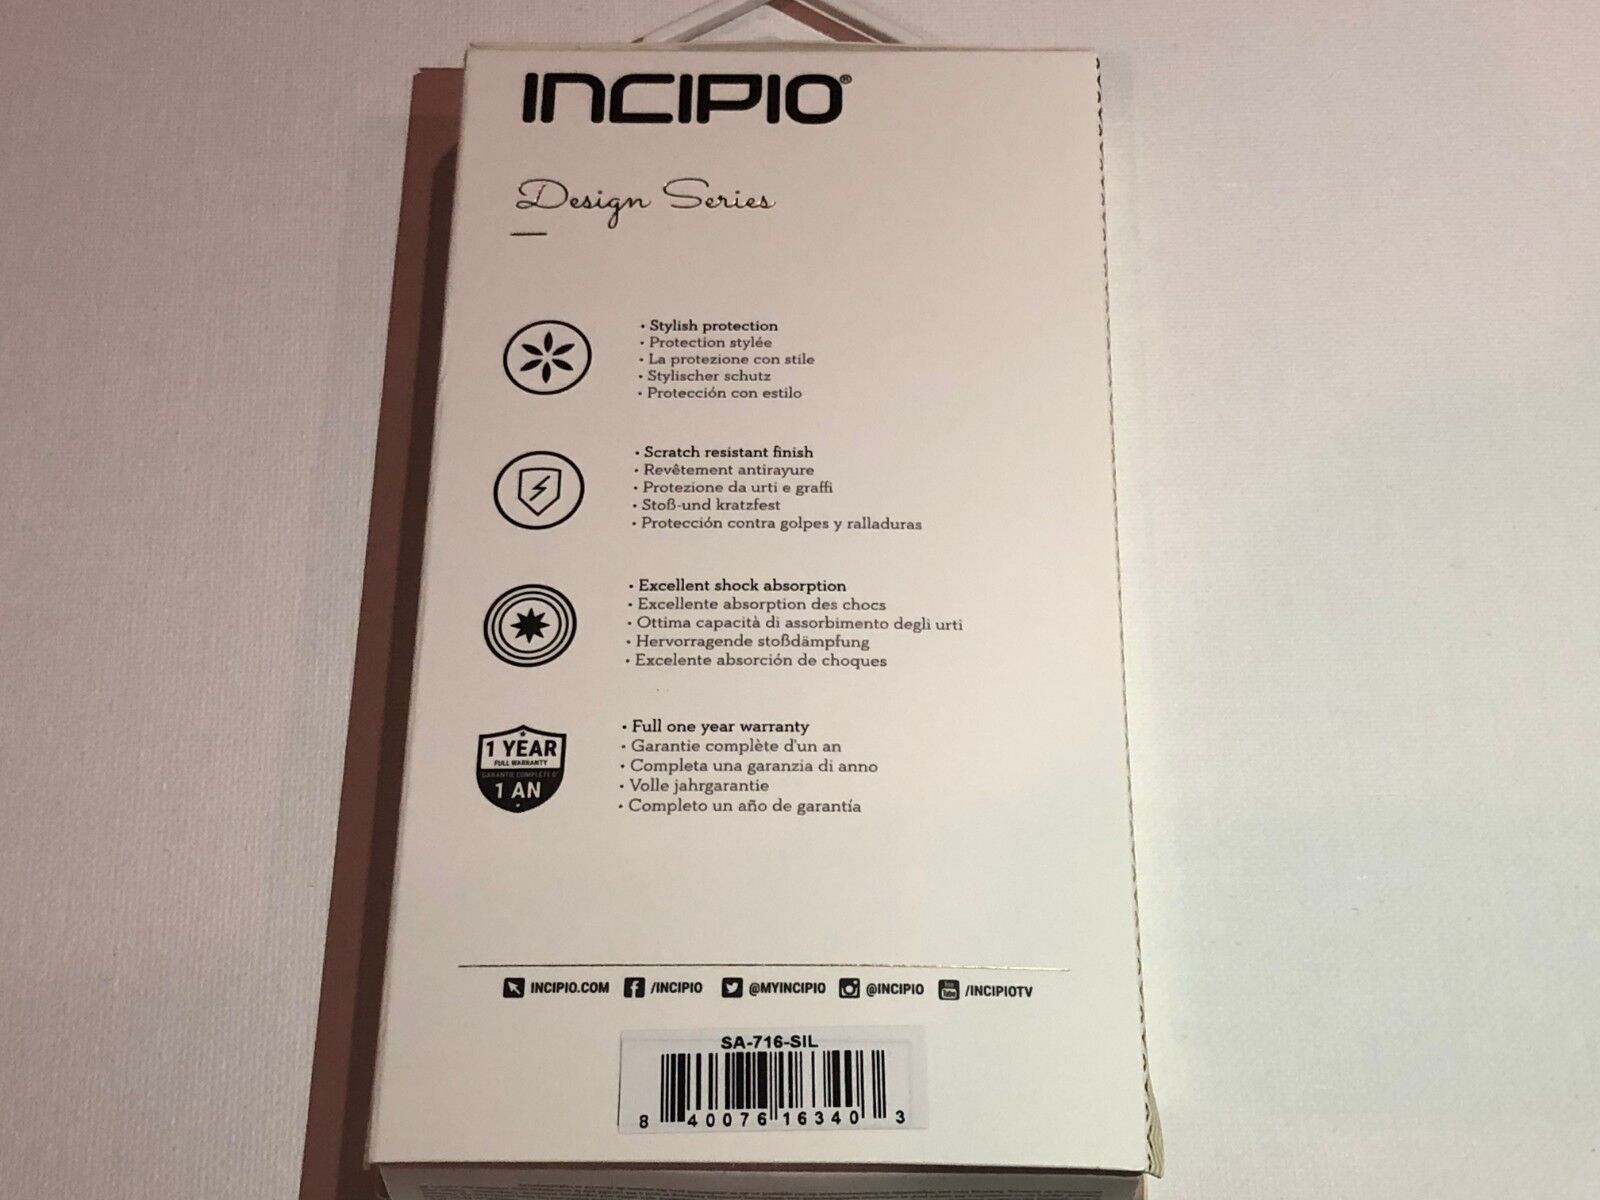 INCIPIO®
Design Series
• Stylish protection
• Protection stylée
• La protezione con stile
• Stylischer schutz
• Protección con estilo
• Scratch resistant finish
• Revêtement antirayure
• Protezione da urti e graffi
• Stoß-und kratzfest
• Protección contra golpes y ralladuras
• Excellent shock absorption
• Excellente absorption des chocs
• Ottima capacità di assorbimento degli urti
• Hervorragende stoßdämpfung
• Excelente absorción de choques
1 YEAR
FULL WARRANTY
GARANTIE COMPLÈTE D'
1 AN
• Full one year warranty
• Garantie complète d'un an
• Completa una garanzia di anno
• Volle jahrgarantie
• Completo un año de garantía
INCIPIO.COM /INCIPIO @MYINCIPIO @INCIPIO You Tube /INCIPIOTV
SA-716-SIL
8 40076 16340 3